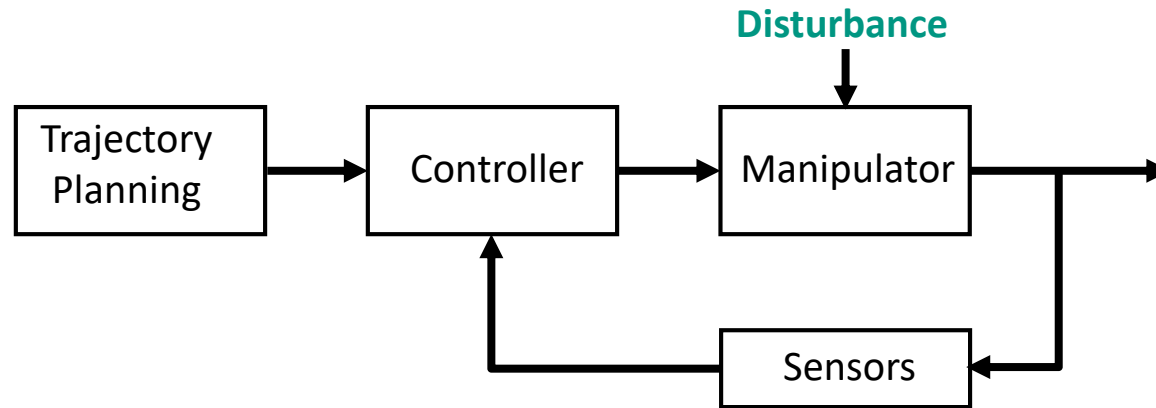 Disturbance
Trajectory
Planning
Controller
Manipulator
Sensors